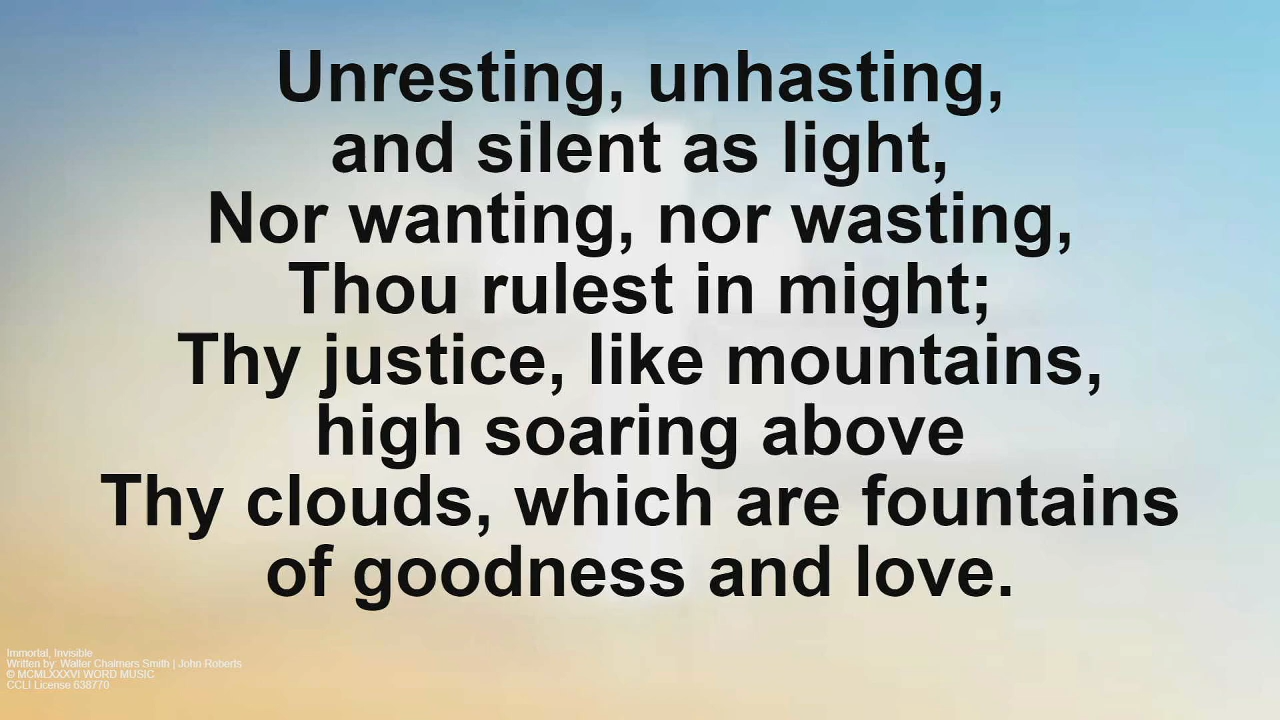 Unresting, unhasting,
and silent as light,
Nor wanting, nor wasting,
Thou rulest in might;
Thy justice, like mountains,
high soaring above
Thy clouds, which are fountains
of goodness and love.
Immortal, Invisible
Written by: Walter Chalmers Smith | John Roberts
© MCMLXXXVI WORD MUSIC
CCLI License 638770